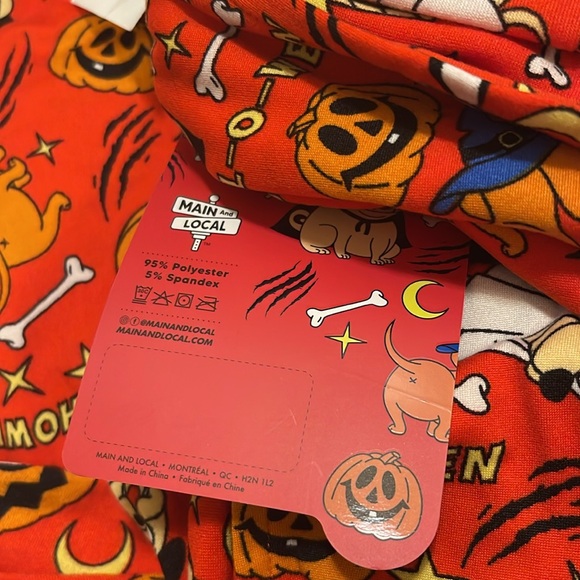 MAIN And
LOCAL
95% Polyester
5% Spandex
@MAINANDLOCAL
MAINANDLOCAL.COM
MAIN AND LOCAL • MONTRÉAL • QC • H2N 1L2
Made in China • Fabriqué en Chine